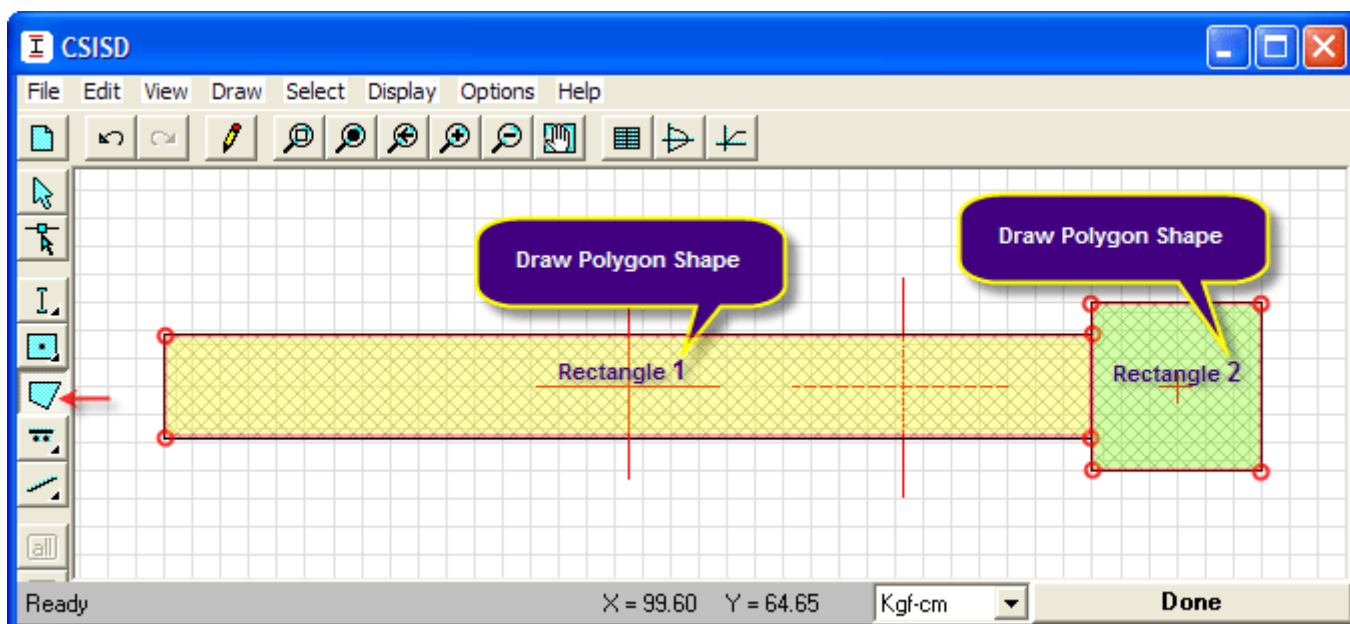 CSISD
File Edit View Draw Select Display Options Help
Draw Polygon Shape
Draw Polygon Shape
Rectangle 1
Rectangle 2
all
Ready X = 99.60 Y = 64.65 Kgf-cm Done